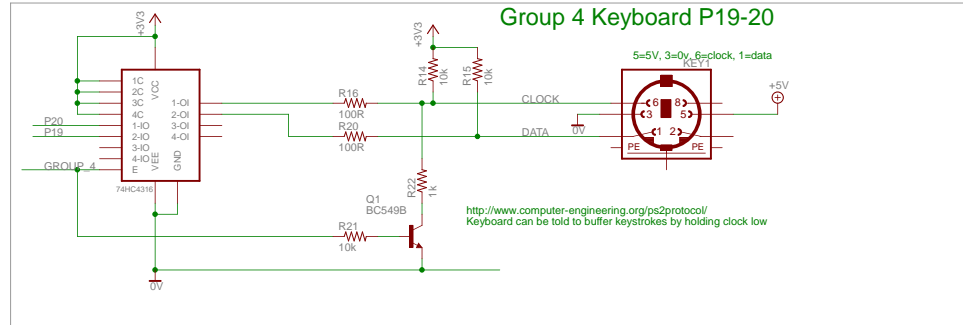 Group 4 Keyboard P19-20
+3V3
+3V3
5=5V, 3=0v, 6=clock, 1=data
KEY1
+5V
1C
2C
3C
4C
1-IO
2-IO
3-IO
4-IO
E
VCC
VEE
GND
1-OI
2-OI
3-OI
4-OI
74HC4316
P20
P19
GROUP_4
R16
100R
R20
100R
R14
10k
R15
10k
CLOCK
DATA
0V
6
8
3
5
1
2
PE
PE
R22
1k
Q1
BC549B
R21
10k
http://www.computer-engineering.org/ps2protocol/
Keyboard can be told to buffer keystrokes by holding clock low
0V